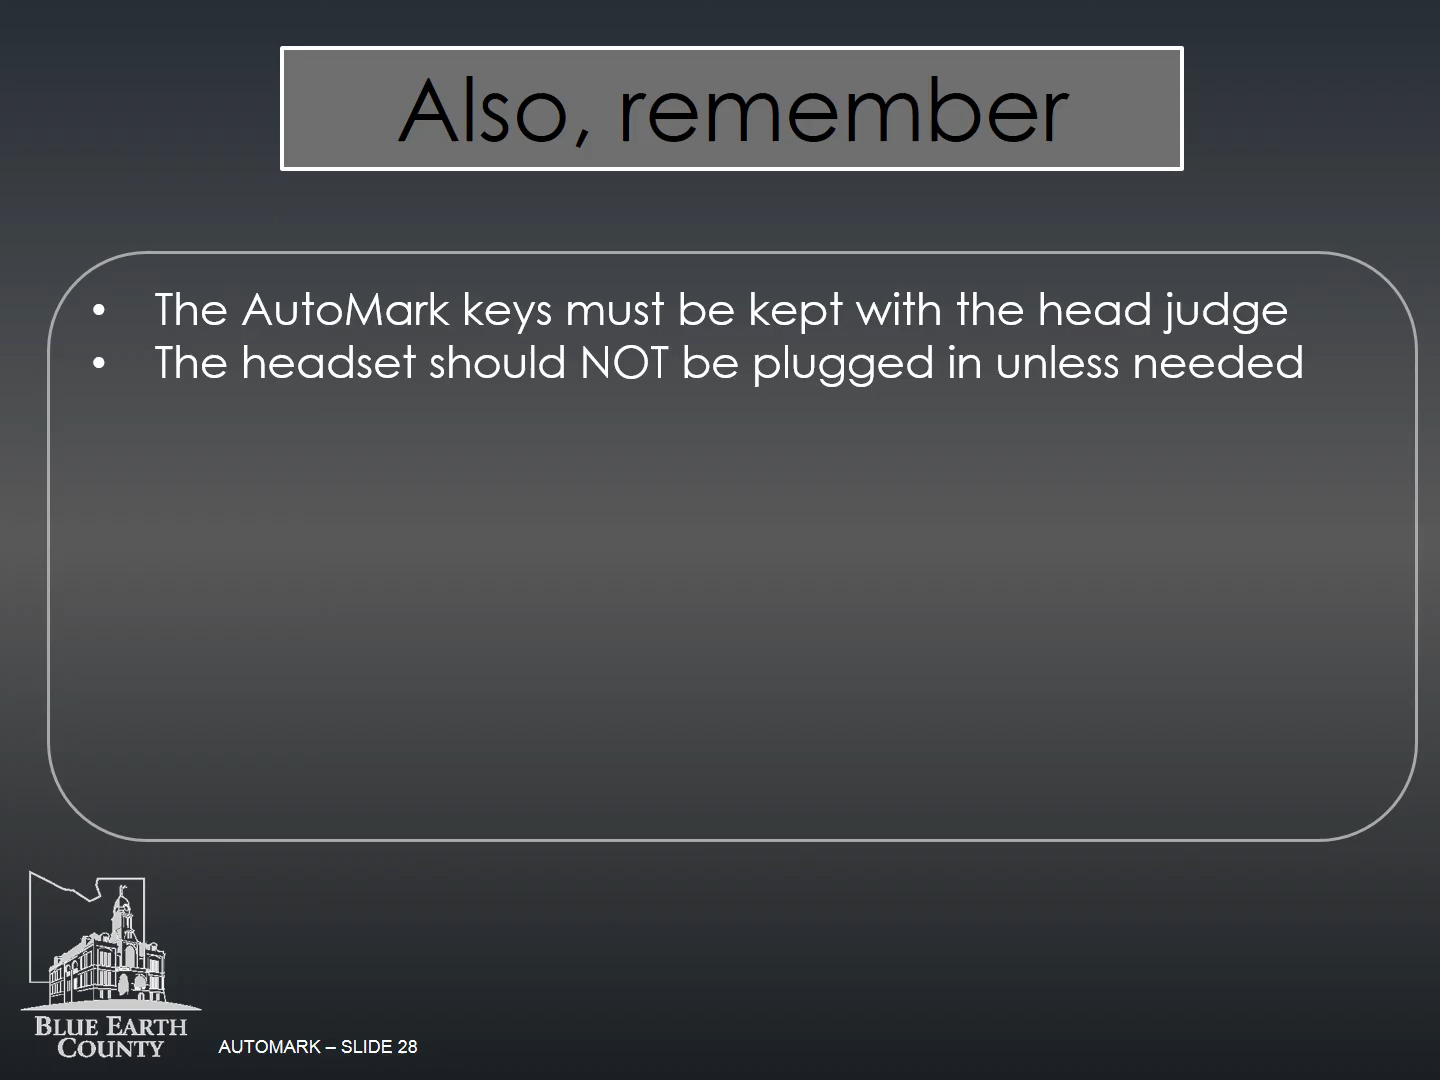 Also, remember
• The AutoMark keys must be kept with the head judge
• The headset should NOT be plugged in unless needed
BLUE EARTH
COUNTY
AUTOMARK – SLIDE 28